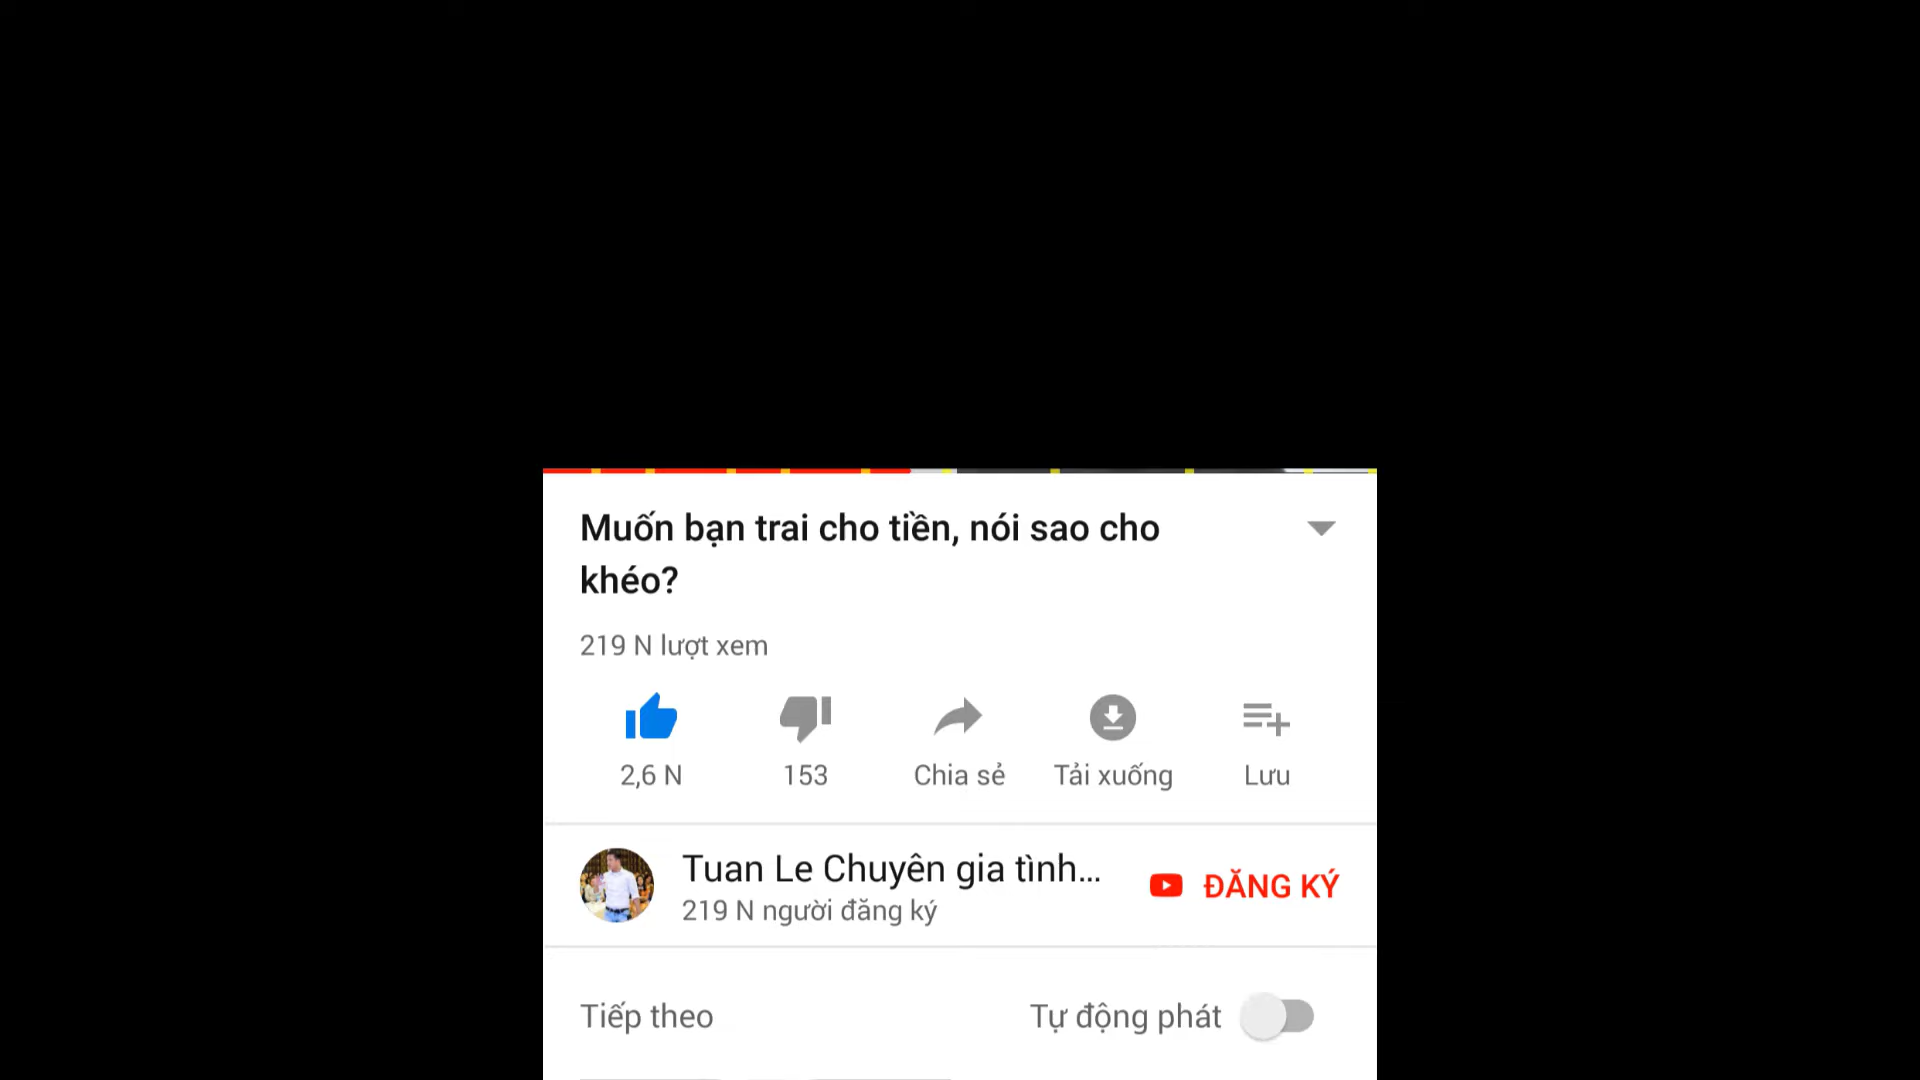 Muốn bạn trai cho tiền, nói sao cho
khéo?
219 N lượt xem
2,6 N 153 Chia sẻ Tải xuống Lưu
Tuan Le Chuyên gia tình...
219 N người đăng ký
ĐĂNG KÝ
Tiếp theo Tự động phát